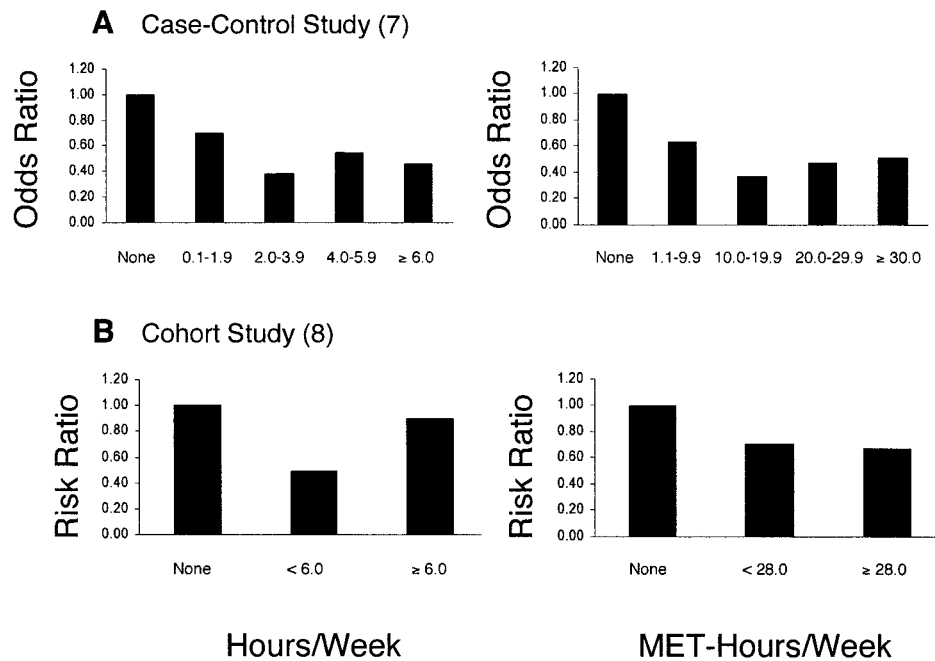 A Case-Control Study (7)
Odds Ratio
1.20
1.00
0.80
0.60
0.40
0.20
0.00
None 0.1-1.9 2.0-3.9 4.0-5.9 ≥ 6.0
Odds Ratio
1.20
1.00
0.80
0.60
0.40
0.20
0.00
None 1.1-9.9 10.0-19.9 20.0-29.9 ≥ 30.0
B Cohort Study (8)
Risk Ratio
1.20
1.00
0.80
0.60
0.40
0.20
0.00
None < 6.0 ≥ 6.0
Risk Ratio
1.20
1.00
0.80
0.60
0.40
0.20
0.00
None < 28.0 ≥ 28.0
Hours/Week
MET-Hours/Week